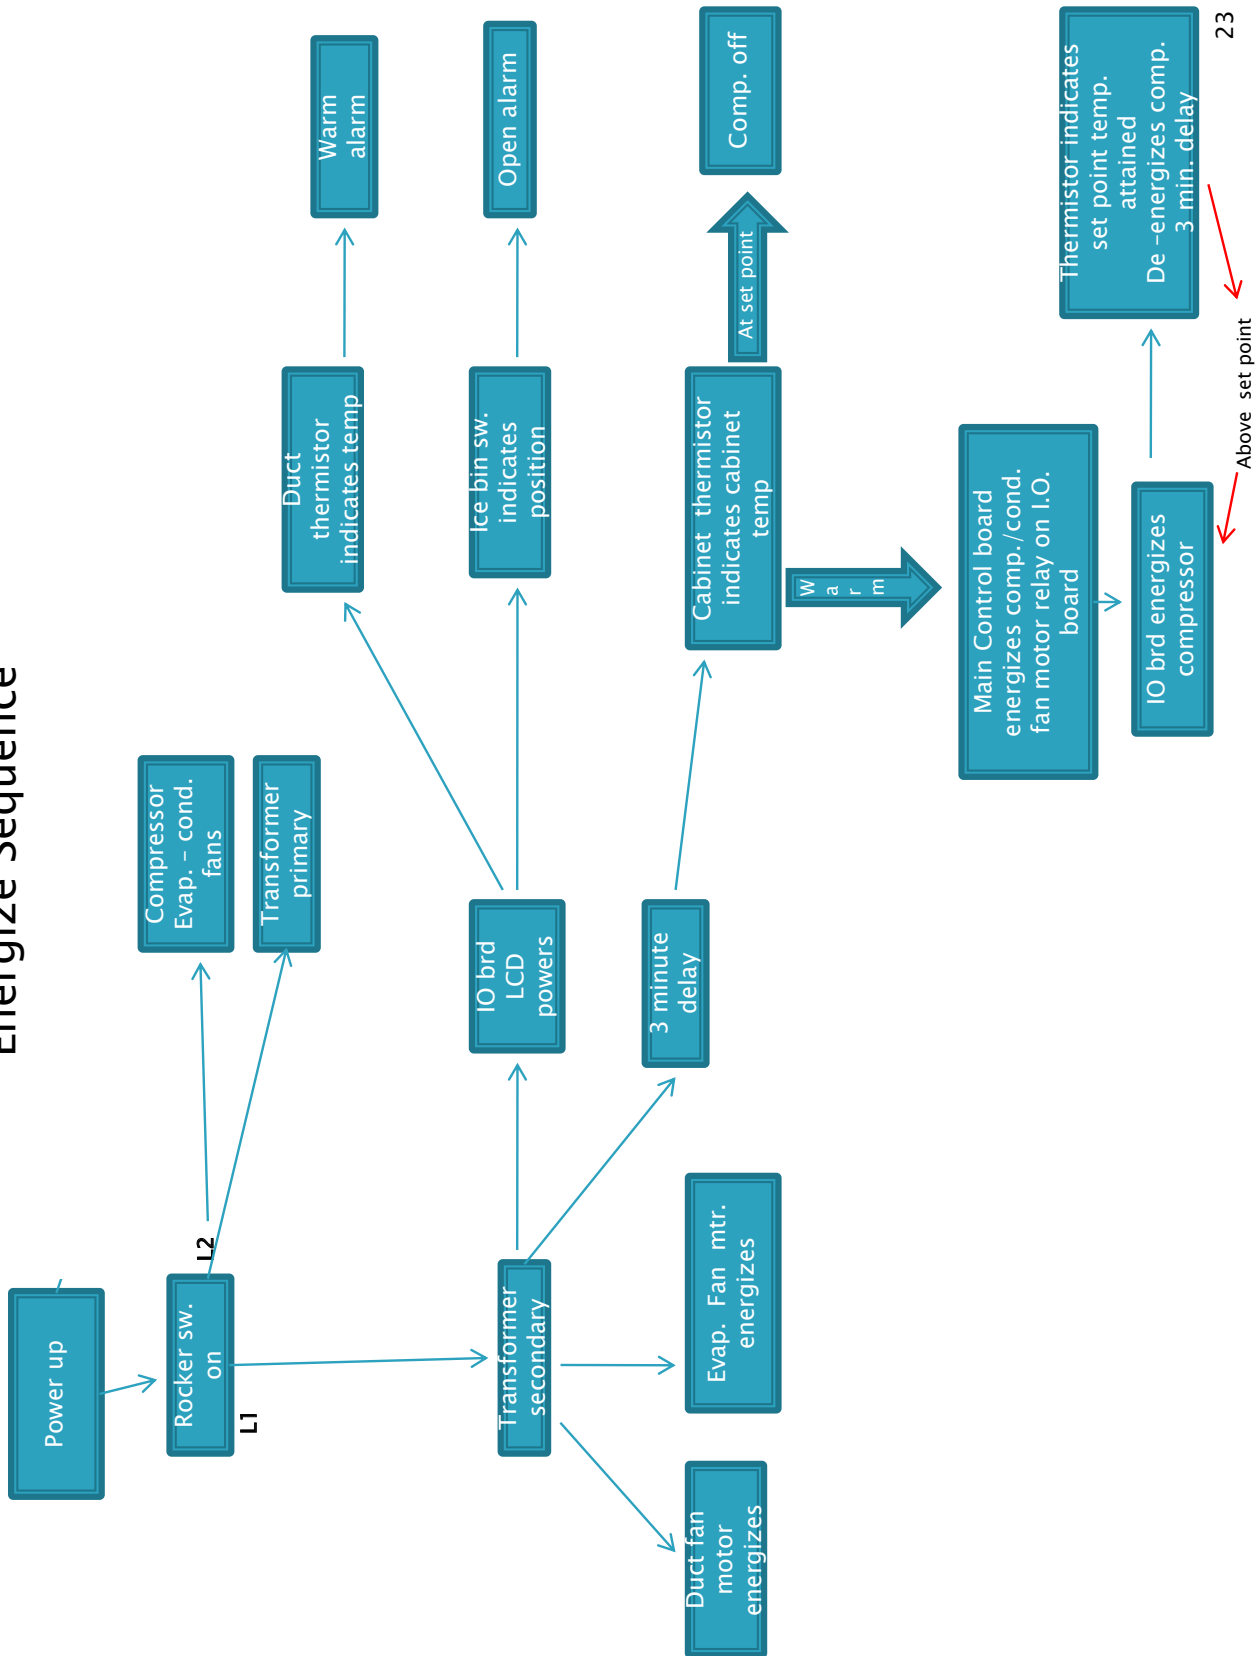 Energize Sequence
Power up
Rocker sw.
on
L1
L2
Compressor
Evap. – cond.
fans
Transformer
primary
Transformer
secondary
Duct fan
motor
energizes
Evap. Fan mtr.
energizes
IO brd
LCD
powers
3 minute
delay
Duct
thermistor
indicates temp
Warm
alarm
Ice bin sw.
indicates
position
Open alarm
Cabinet thermistor
indicates cabinet
temp
At set point
Comp. off
W
a
r
m
Main Control board
energizes comp./cond.
fan motor relay on I.O.
board
IO brd energizes
compressor
Thermistor indicates
set point temp.
attained
De –energizes comp.
3 min. delay
Above set point
23